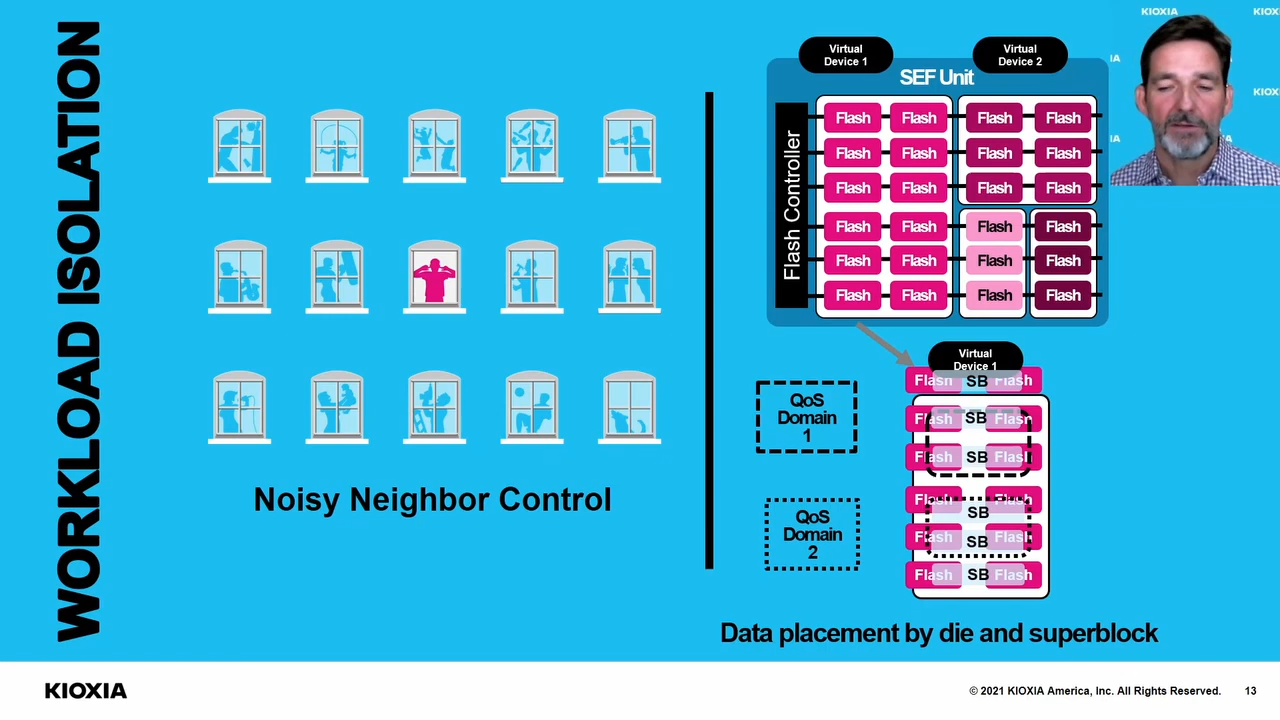 WORKLOAD ISOLATION
Noisy Neighbor Control
Virtual
Device 1
Virtual
Device 2
SEF Unit
Flash Controller
Flash Flash Flash Flash
Flash Flash Flash Flash
Flash Flash Flash Flash
Flash Flash Flash Flash
Flash Flash Flash Flash
Flash Flash Flash Flash
Virtual
Device 1
Flash SB Flash
Flash SB Flash
Flash SB Flash
Flash Flash
SB
Flash SB Flash
Flash SB Flash
QoS
Domain
1
QoS
Domain
2
Data placement by die and superblock
KIOXIA
© 2021 KIOXIA America, Inc. All Rights Reserved.
13
KIOXIA
KIOXIA